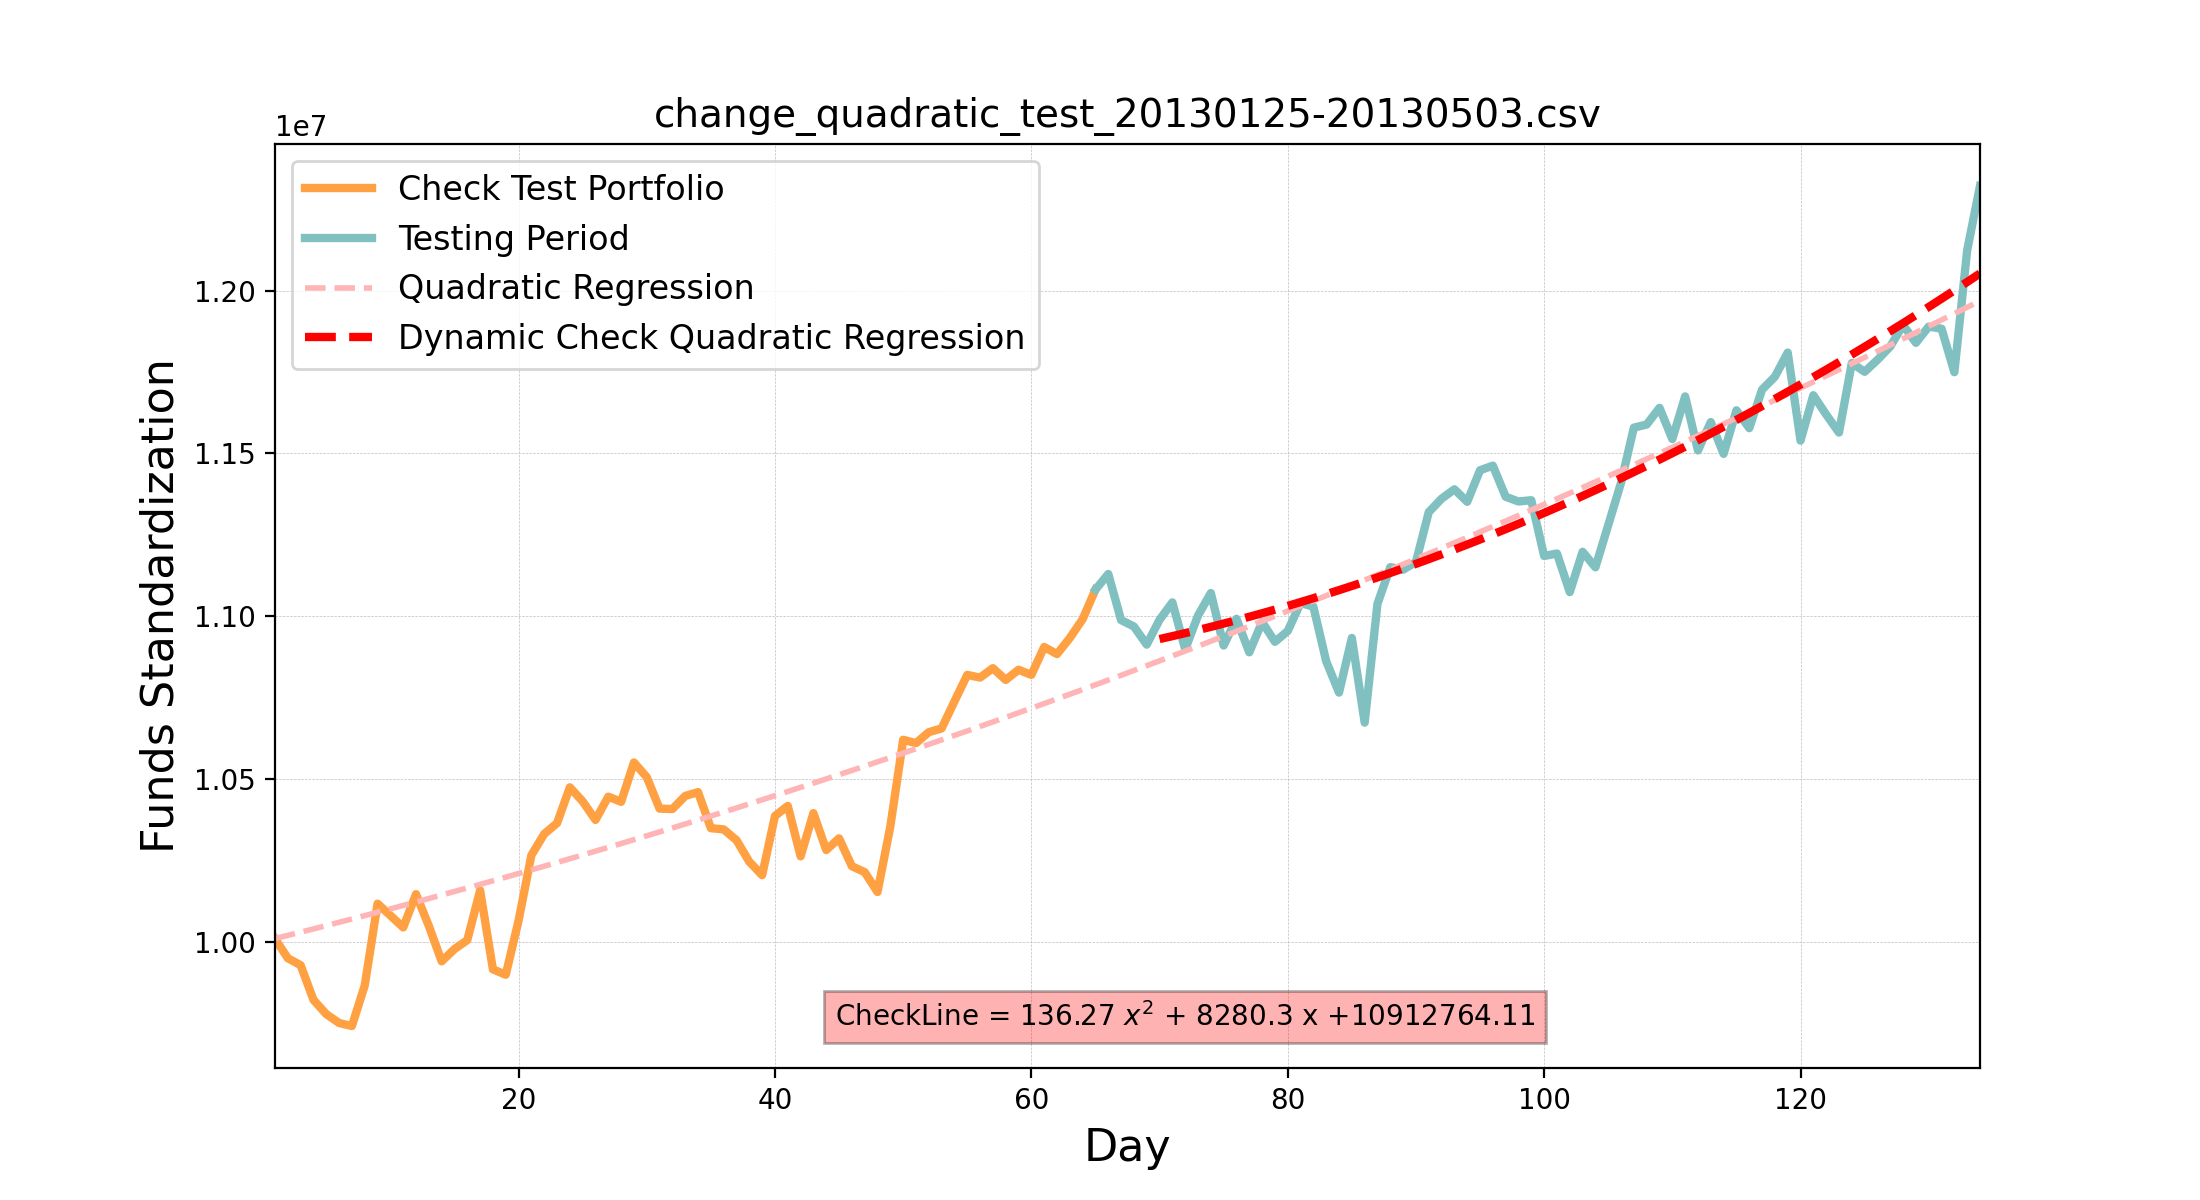 change_quadratic_test_20130125-20130503.csv
1e7
Check Test Portfolio
Testing Period
Quadratic Regression
Dynamic Check Quadratic Regression
Funds Standardization
1.20
1.15
1.10
1.05
1.00
CheckLine = 136.27 x² + 8280.3 x +10912764.11
20 40 60 80 100 120
Day